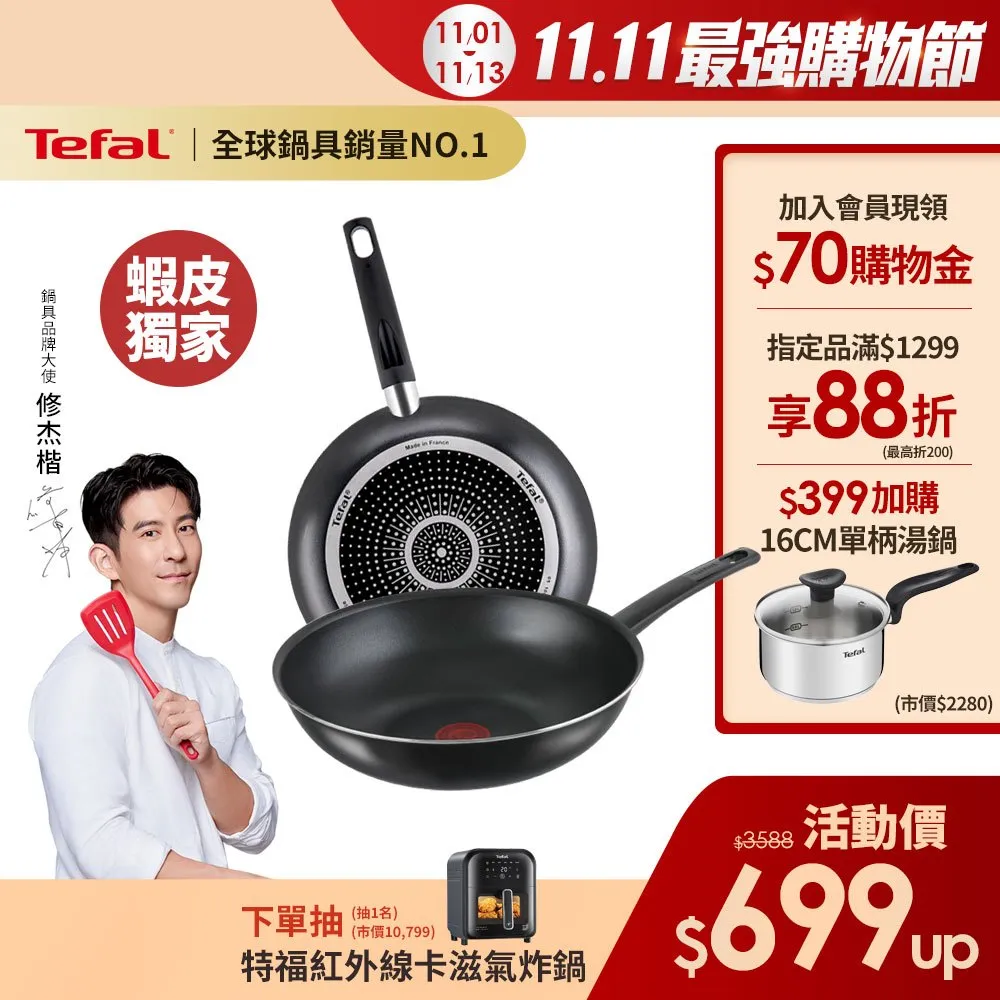 11/01
11/13
11.11最強購物節
Tefal® 全球鍋具銷量NO.1
加入會員現領
$70購物金
指定品滿$1299
享88折
(最高折200)
$399加購
16CM單柄湯鍋
Tefal
(市價$2280)
蝦皮
獨家
鍋具品牌大使
修杰楷
Made in France
Tefal®
Tefal®
$3588 活動價
$699up
下單抽 (抽1名)
(市價10,799)
特福紅外線卡滋氣炸鍋
Tefal